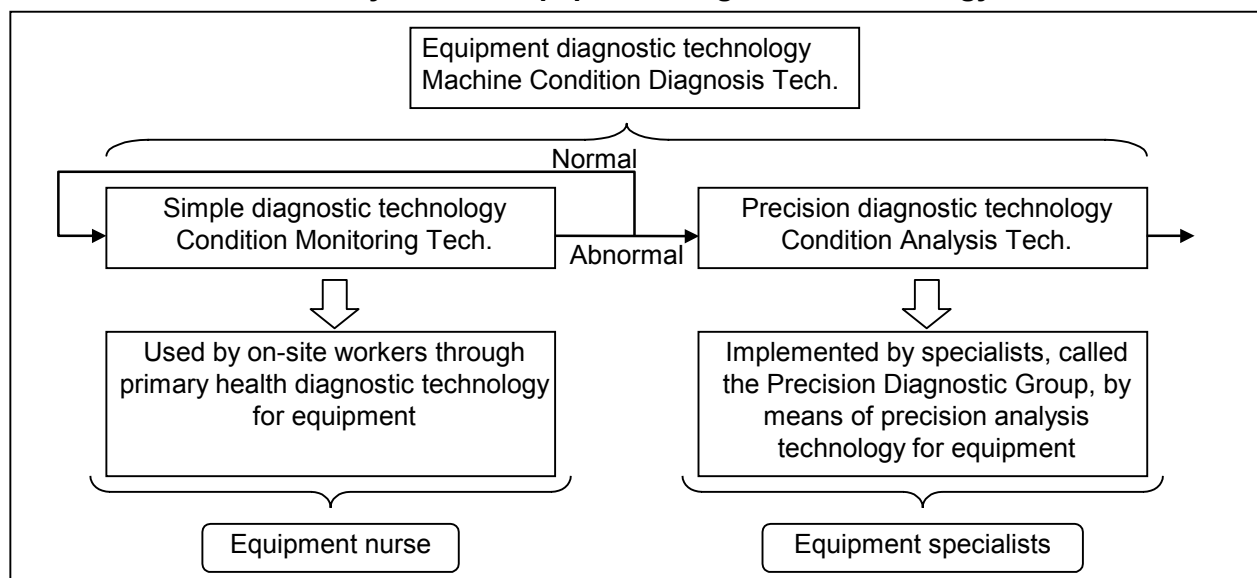 Equipment diagnostic technology
Machine Condition Diagnosis Tech.
Normal
Simple diagnostic technology
Condition Monitoring Tech.
Abnormal
Precision diagnostic technology
Condition Analysis Tech.
Used by on-site workers through
primary health diagnostic technology
for equipment
Implemented by specialists, called
the Precision Diagnostic Group, by
means of precision analysis
technology for equipment
Equipment nurse
Equipment specialists